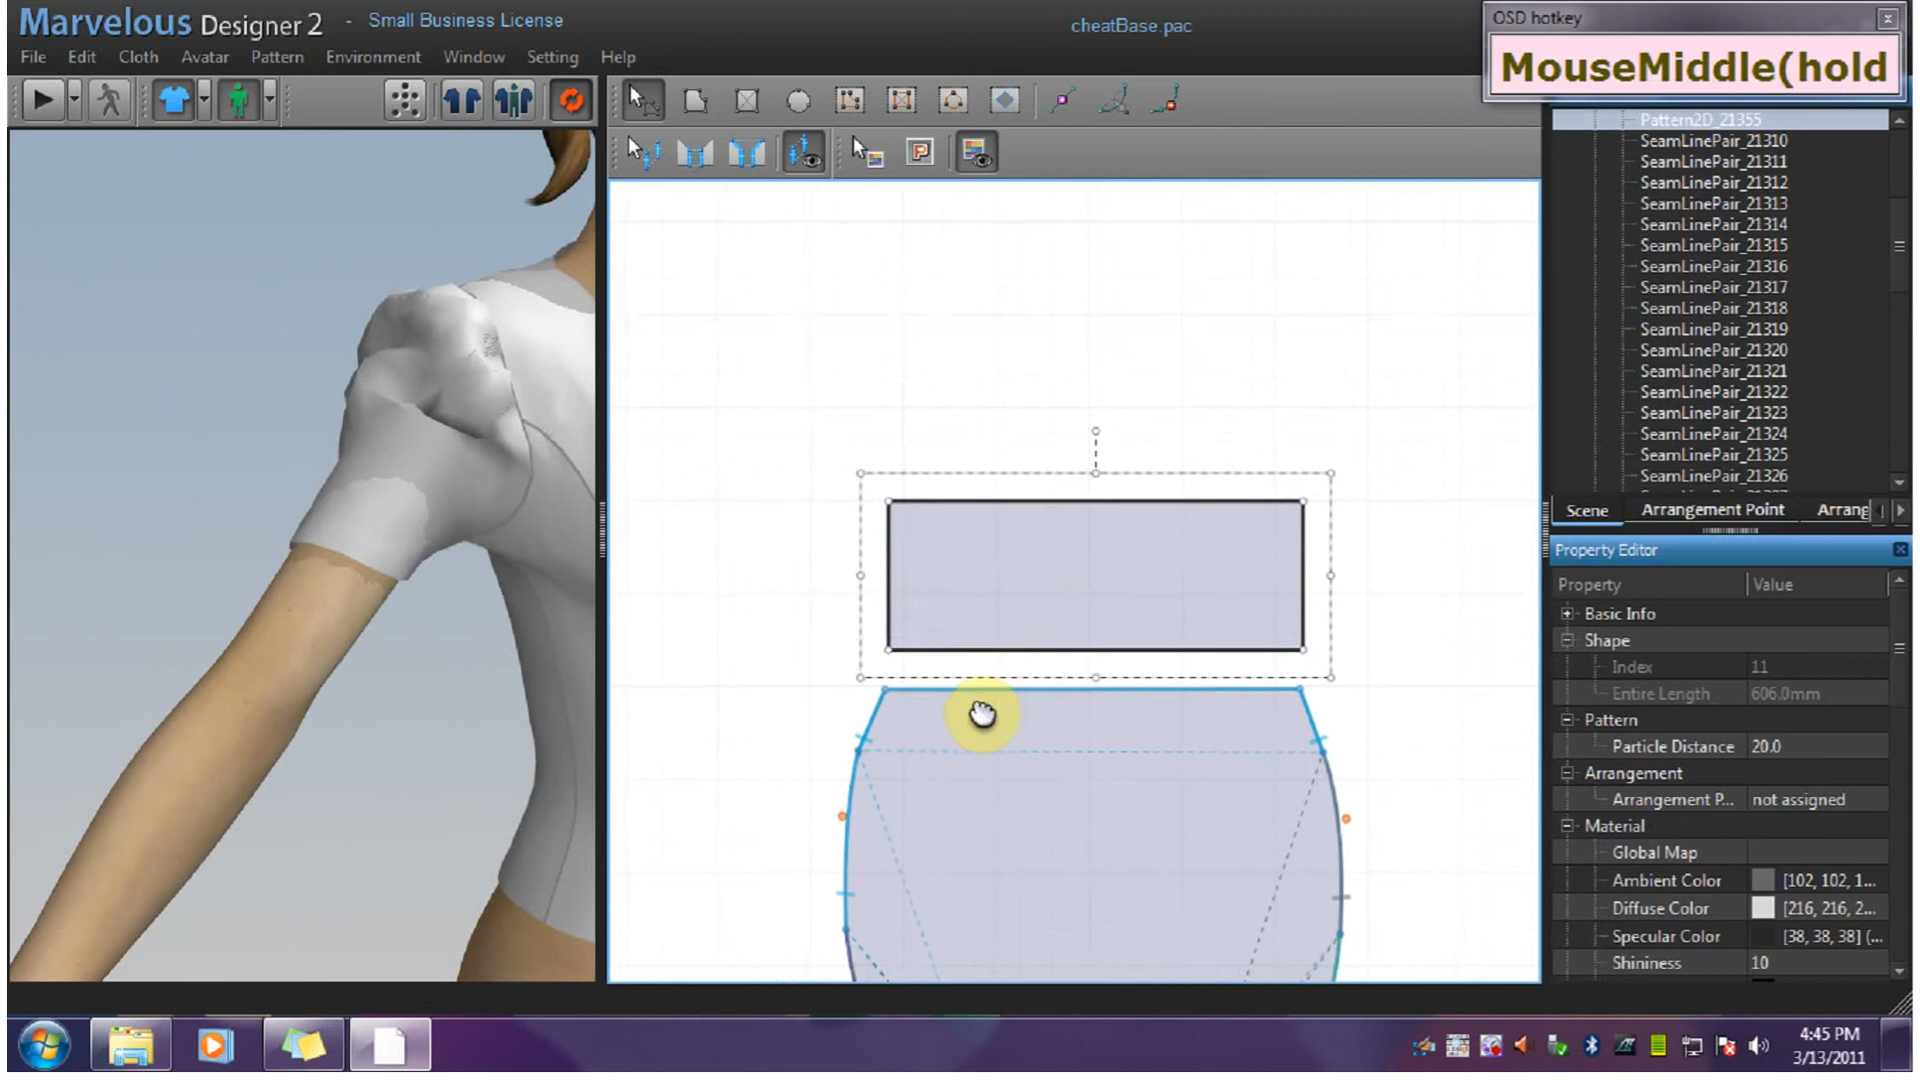 Marvelous Designer 2 - Small Business License
cheatBase.pac
OSD hotkey
MouseMiddle(hold
File Edit Cloth Avatar Pattern Environment Window Setting Help
Pattern2D_21355
SeamLinePair_21310
SeamLinePair_21311
SeamLinePair_21312
SeamLinePair_21313
SeamLinePair_21314
SeamLinePair_21315
SeamLinePair_21316
SeamLinePair_21317
SeamLinePair_21318
SeamLinePair_21319
SeamLinePair_21320
SeamLinePair_21321
SeamLinePair_21322
SeamLinePair_21323
SeamLinePair_21324
SeamLinePair_21325
SeamLinePair_21326
Scene Arrangement Point Arrang
Property Editor
Property Value
Basic Info
Shape
Index 11
Entire Length 606.0mm
Pattern
Particle Distance 20.0
Arrangement
Arrangement P... not assigned
Material
Global Map
Ambient Color [102, 102, 1...
Diffuse Color [216, 216, 2...
Specular Color [38, 38, 38] (...
Shininess 10
4:45 PM
3/13/2011